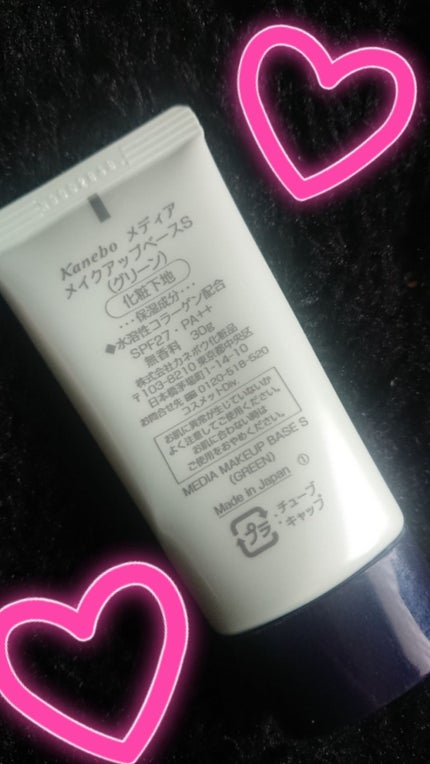 Kanebo メディア
メイクアップベースS
(グリーン)
化粧下地
・・・保湿成分・・・
◆水溶性コラーゲン配合
SPF27・PA++
無香料 30g
株式会社カネボウ化粧品
〒103-8210 東京都中央区
日本橋茅場町1-14-10
お問合せ先 ☎0120-518-520
コスメットDiv.
お肌に異常が生じていないか
よく注意してご使用ください。
お肌に合わない時は
ご使用をおやめください。
MEDIA MAKEUP BASE S
(GREEN)
Made in Japan ①
プラ
チューブ・
キャップ